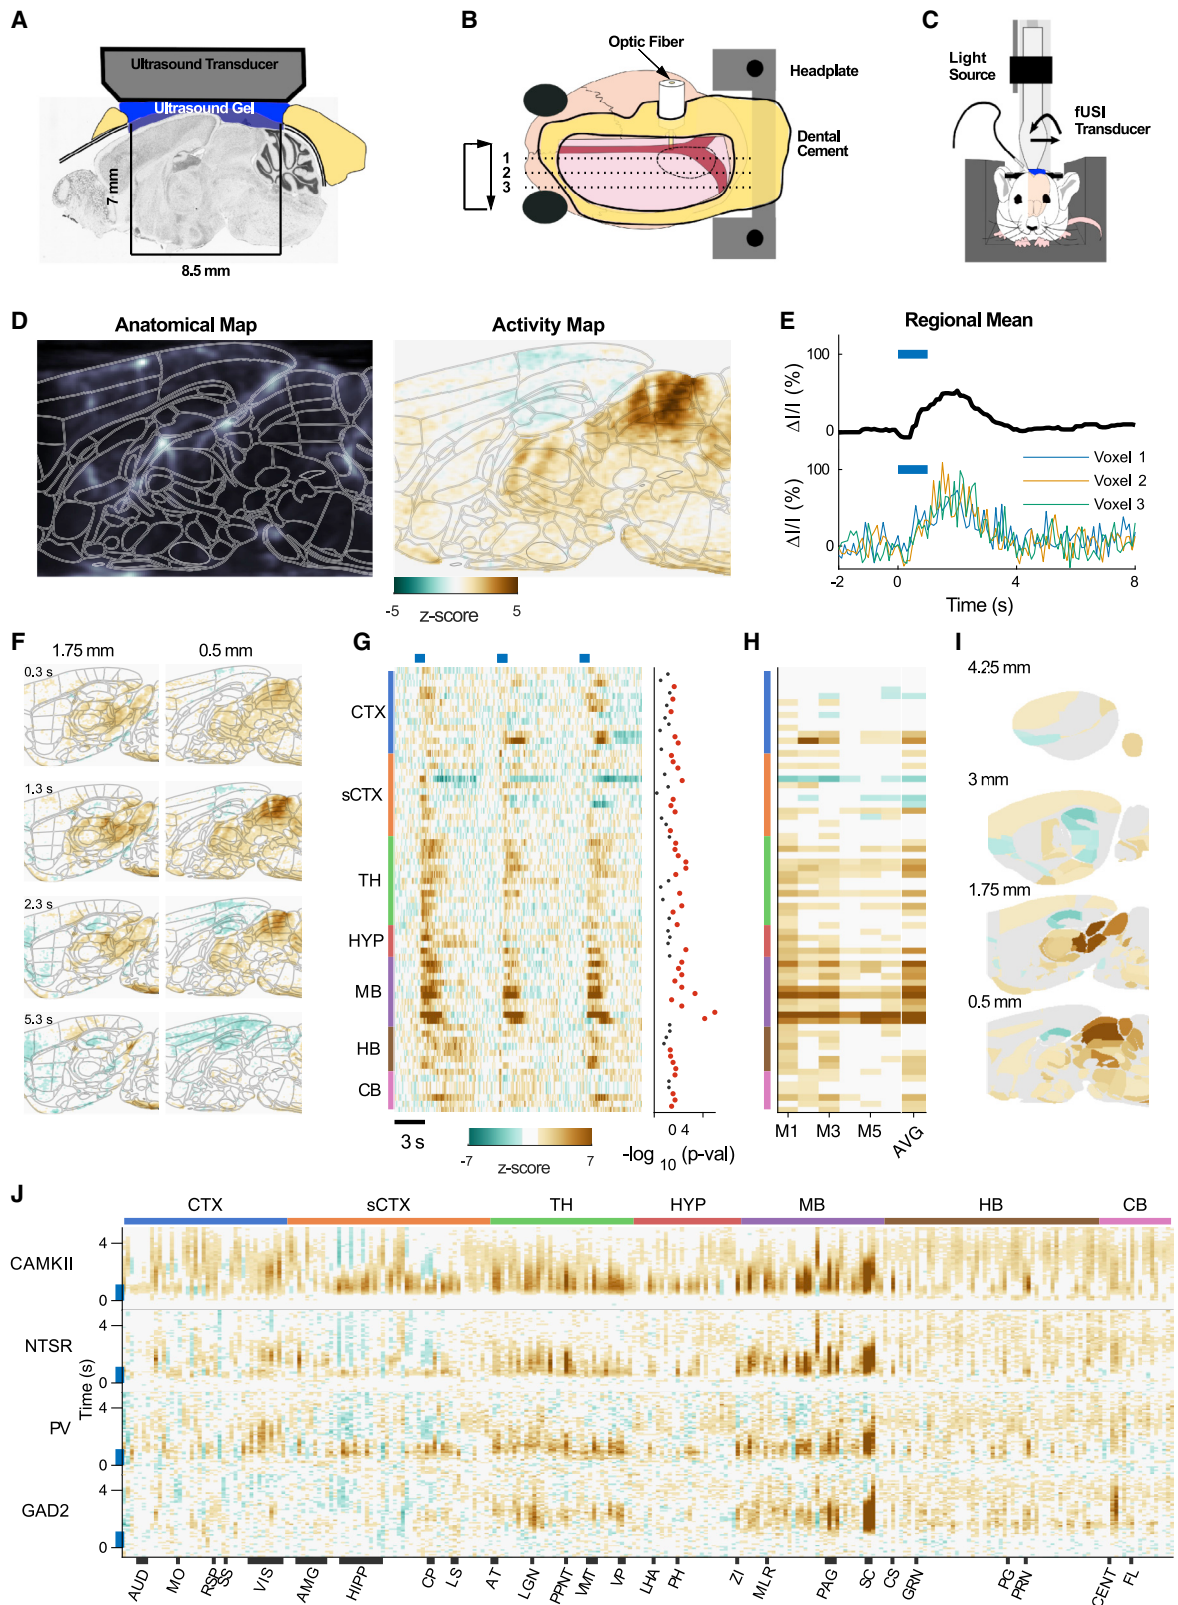 A
Ultrasound Transducer
Ultrasound Gel
7 mm
8.5 mm
B
Optic Fiber
Headplate
Dental
Cement
1
2
3
C
Light
Source
fUSI
Transducer
D
Anatomical Map
Activity Map
-5
5
z-score
E
Regional Mean
100
ΔI/I (%)
0
100
Voxel 1
Voxel 2
Voxel 3
ΔI/I (%)
0
-2
0
4
8
Time (s)
F
1.75 mm
0.5 mm
0.3 s
1.3 s
2.3 s
5.3 s
G
CTX
sCTX
TH
HYP
MB
HB
CB
3 s
-7
7
z-score
0 4
-log 10 (p-val)
H
M1
M3
M5
AVG
I
4.25 mm
3 mm
1.75 mm
0.5 mm
J
CTX
sCTX
TH
HYP
MB
HB
CB
CAMKII
4
0
NTSR
4
0
Time (s)
PV
4
0
GAD2
4
0
AUD
MO
RSP
SS
VIS
AMG
HIPP
CP
LS
AT
LGN
PPNT
VMT
VP
LHA
PH
ZI
MLR
PAG
SC
CS
GRN
PG
PRN
CENT
FL